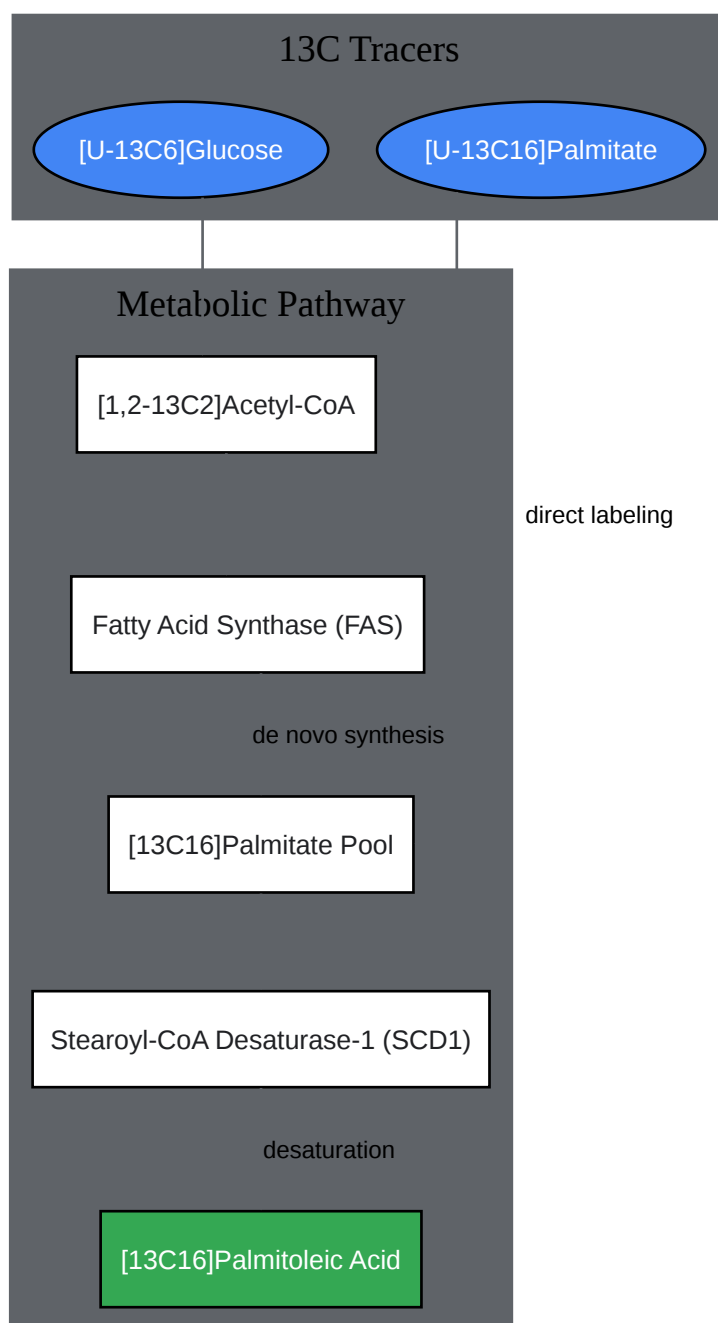 13C Tracers
[U-13C6]Glucose
[U-13C16]Palmitate
Metabolic Pathway
[1,2-13C2]Acetyl-CoA
direct labeling
Fatty Acid Synthase (FAS)
de novo synthesis
[13C16]Palmitate Pool
Stearoyl-CoA Desaturase-1 (SCD1)
desaturation
[13C16]Palmitoleic Acid